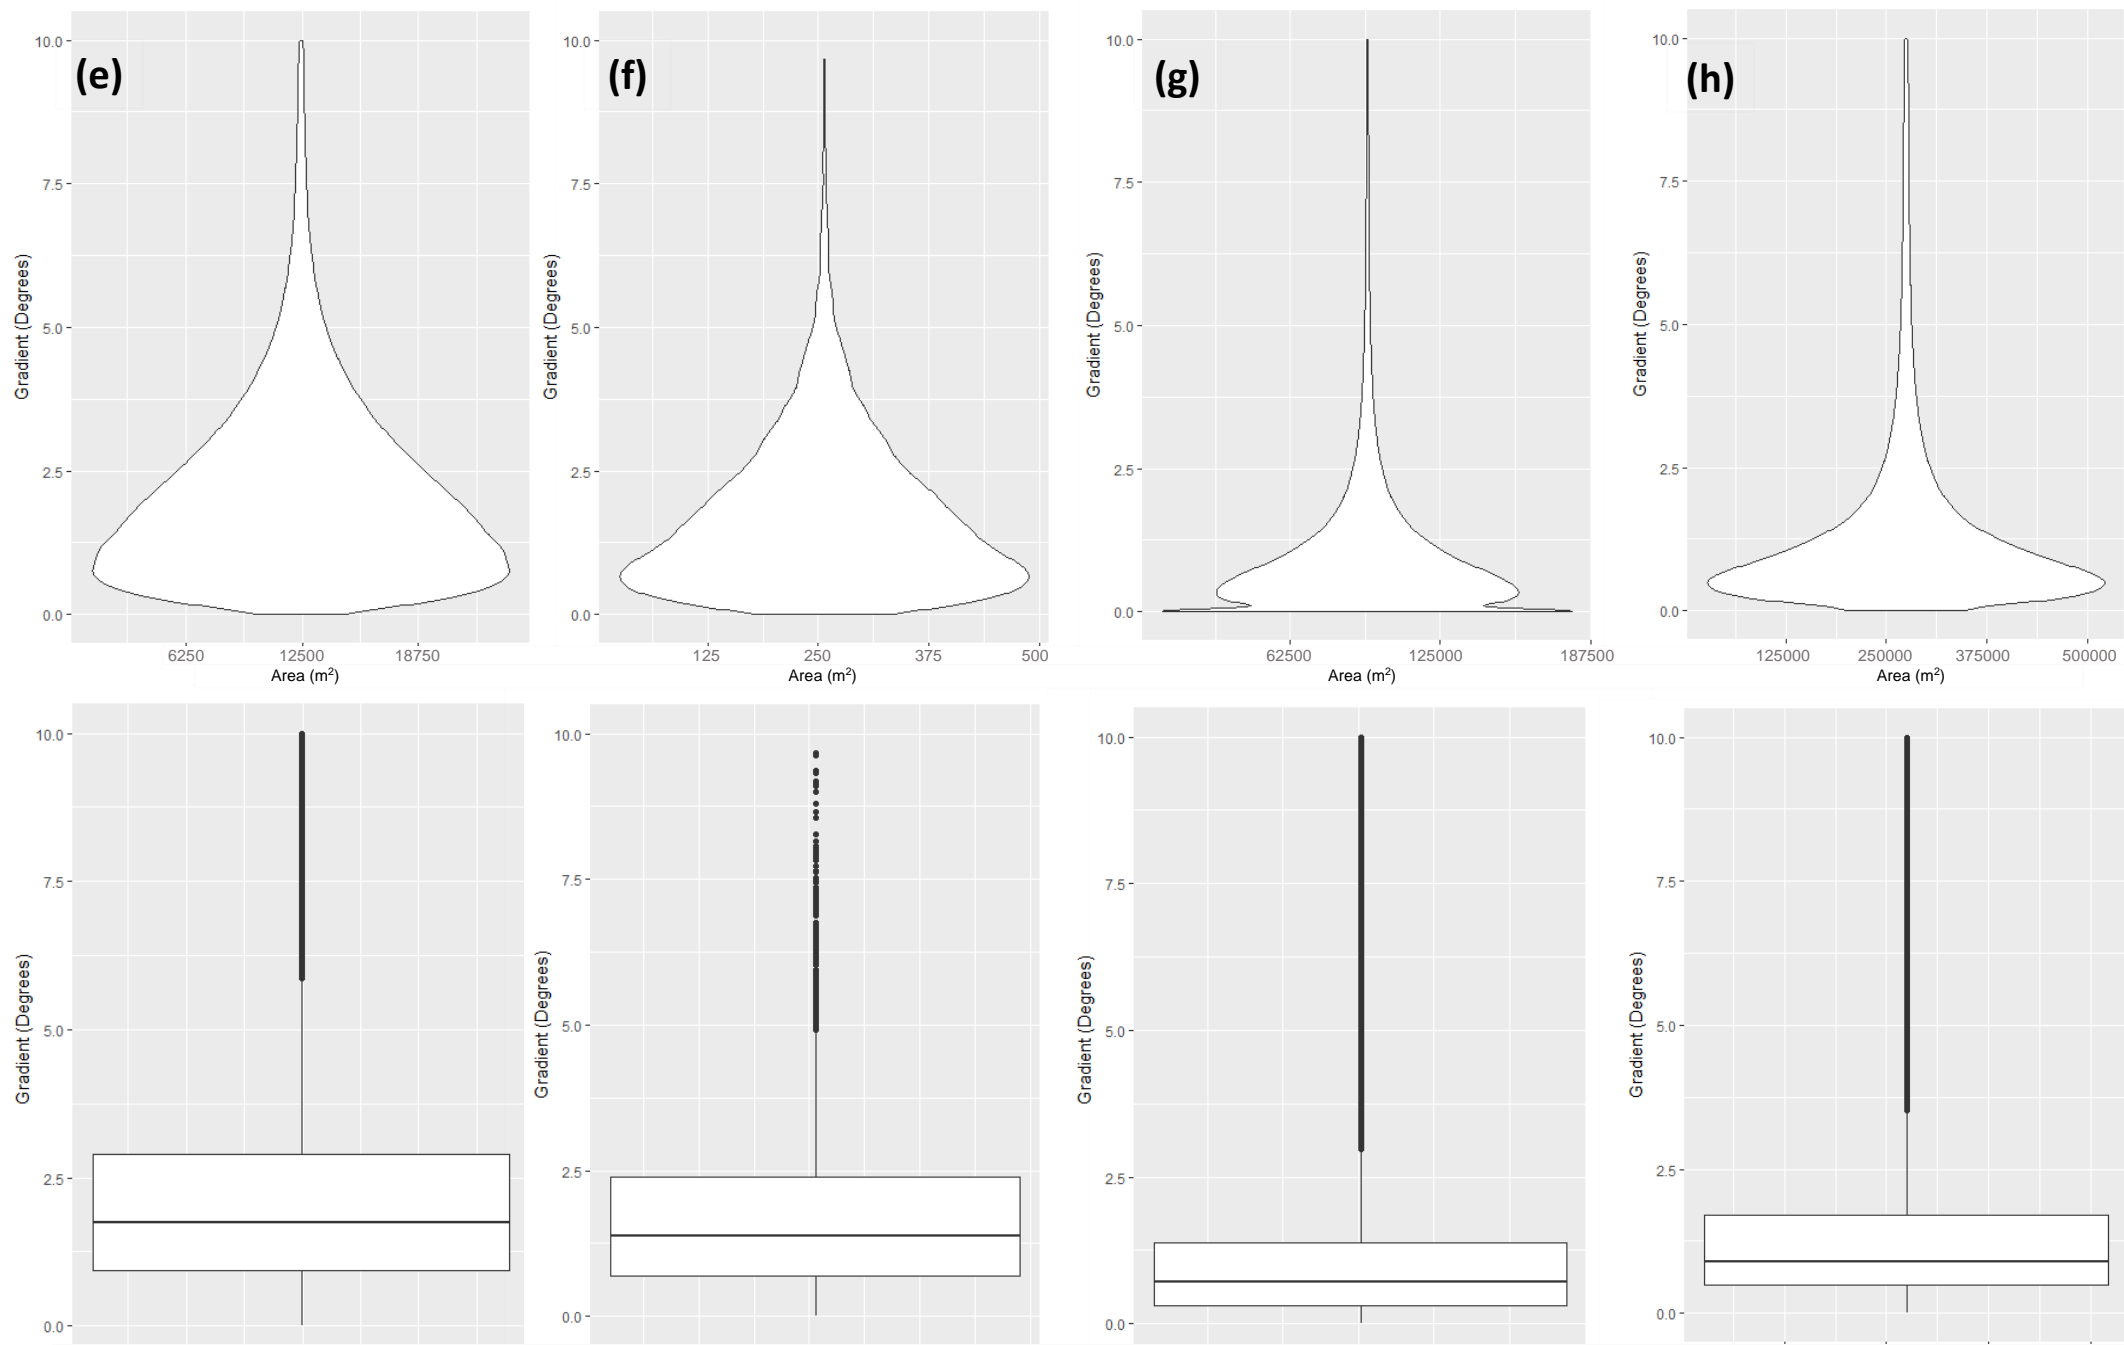 (e)
10.0
7.5
5.0
2.5
0.0
Gradient (Degrees)
6250 12500 18750
Area (m²)
(f)
10.0
7.5
5.0
2.5
0.0
Gradient (Degrees)
125 250 375 500
Area (m²)
(g)
10.0
7.5
5.0
2.5
0.0
Gradient (Degrees)
62500 125000 187500
Area (m²)
(h)
10.0
7.5
5.0
2.5
0.0
Gradient (Degrees)
125000 250000 375000 500000
Area (m²)
10.0
7.5
5.0
2.5
0.0
Gradient (Degrees)
10.0
7.5
5.0
2.5
0.0
Gradient (Degrees)
10.0
7.5
5.0
2.5
0.0
Gradient (Degrees)
10.0
7.5
5.0
2.5
0.0
Gradient (Degrees)